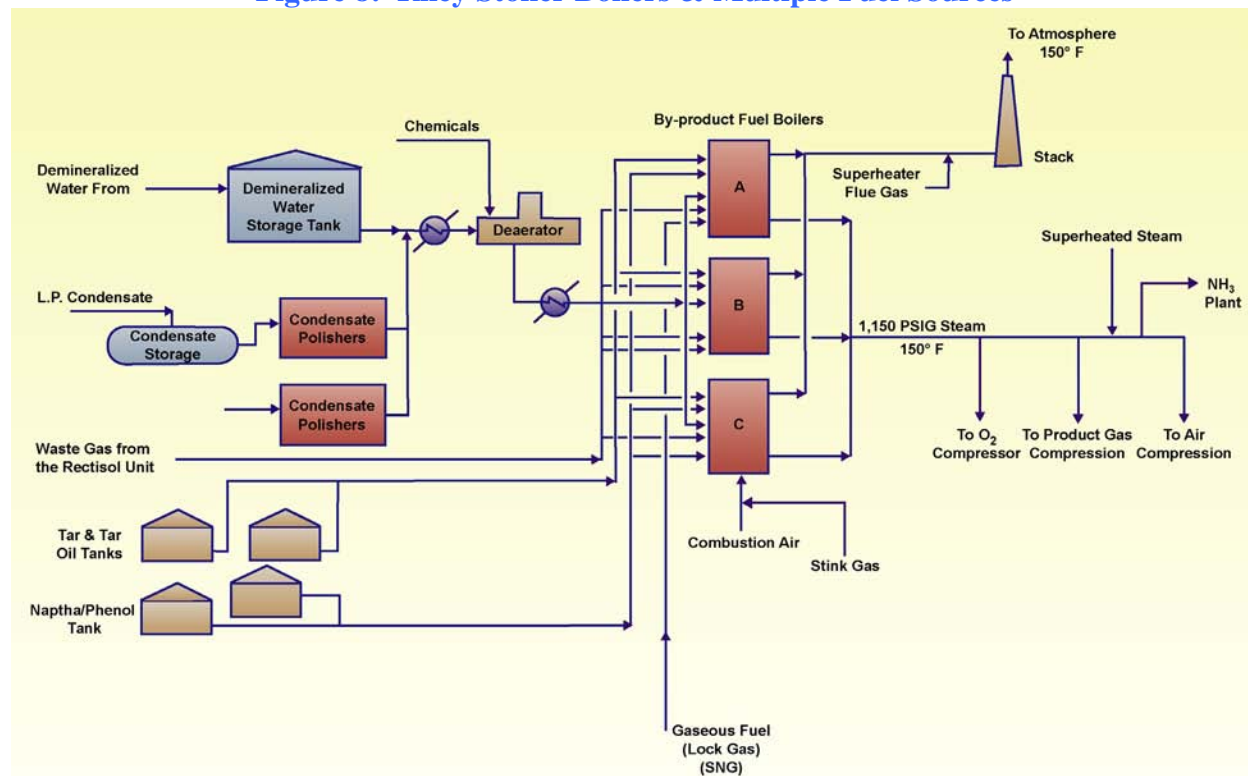 To Atmosphere
150° F
Chemicals
By-product Fuel Boilers
Demineralized
Water From
Demineralized
Water
Storage Tank
A
Stack
Superheater
Flue Gas
Deaerator
Superheated Steam
L.P. Condensate
Condensate
Storage
Condensate
Polishers
B
NH3
Plant
1,150 PSIG Steam
150° F
Condensate
Polishers
C
Waste Gas from
the Rectisol Unit
To O2
Compressor
To Product Gas
Compression
To Air
Compression
Tar & Tar
Oil Tanks
Combustion Air
Stink Gas
Naptha/Phenol
Tank
Gaseous Fuel
(Lock Gas)
(SNG)